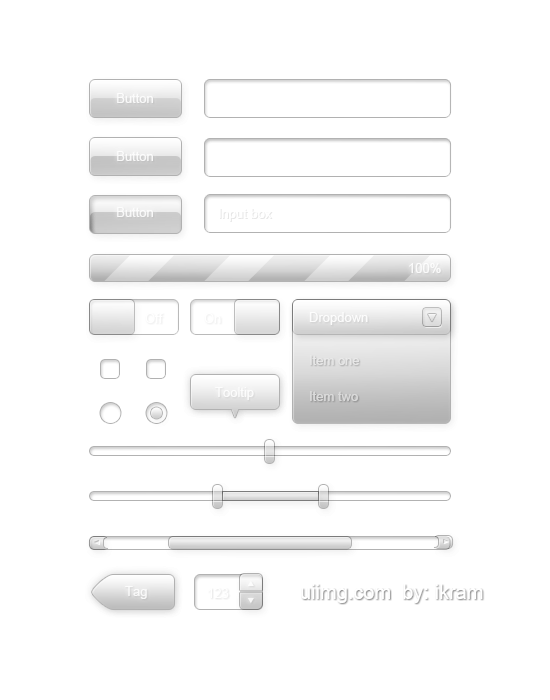 Button
Button
Button
Input box
100%
Off
On
Dropdown
Item one
Item two
Tooltip
Tag
123
uiimg.com by: ikram